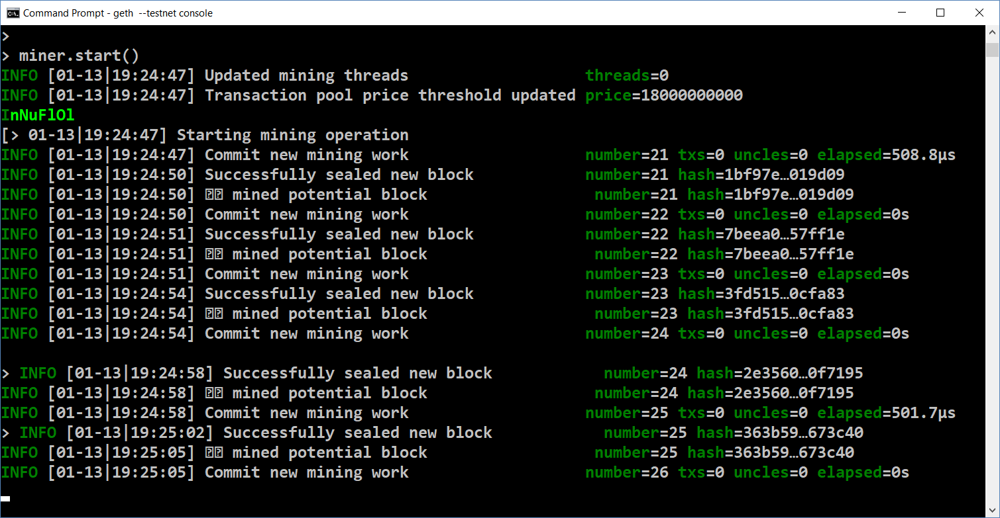 Command Prompt - geth  --testnet console
>
> miner.start()
INFO [01-13|19:24:47] Updated mining threads                   threads=0
INFO [01-13|19:24:47] Transaction pool price threshold updated price=18000000000
InNuFlOl
[> 01-13|19:24:47] Starting mining operation
INFO [01-13|19:24:47] Commit new mining work                   number=21 txs=0 uncles=0 elapsed=508.8µs
INFO [01-13|19:24:50] Successfully sealed new block            number=21 hash=1bf97e…019d09
INFO [01-13|19:24:50] ⍰⍰ mined potential block                  number=21 hash=1bf97e…019d09
INFO [01-13|19:24:50] Commit new mining work                   number=22 txs=0 uncles=0 elapsed=0s
INFO [01-13|19:24:51] Successfully sealed new block            number=22 hash=7beea0…57ff1e
INFO [01-13|19:24:51] ⍰⍰ mined potential block                  number=22 hash=7beea0…57ff1e
INFO [01-13|19:24:51] Commit new mining work                   number=23 txs=0 uncles=0 elapsed=0s
INFO [01-13|19:24:54] Successfully sealed new block            number=23 hash=3fd515…0cfa83
INFO [01-13|19:24:54] ⍰⍰ mined potential block                  number=23 hash=3fd515…0cfa83
INFO [01-13|19:24:54] Commit new mining work                   number=24 txs=0 uncles=0 elapsed=0s
> INFO [01-13|19:24:58] Successfully sealed new block            number=24 hash=2e3560…0f7195
INFO [01-13|19:24:58] ⍰⍰ mined potential block                  number=24 hash=2e3560…0f7195
INFO [01-13|19:24:58] Commit new mining work                   number=25 txs=0 uncles=0 elapsed=501.7µs
> INFO [01-13|19:25:02] Successfully sealed new block            number=25 hash=363b59…673c40
INFO [01-13|19:25:05] ⍰⍰ mined potential block                  number=25 hash=363b59…673c40
INFO [01-13|19:25:05] Commit new mining work                   number=26 txs=0 uncles=0 elapsed=0s